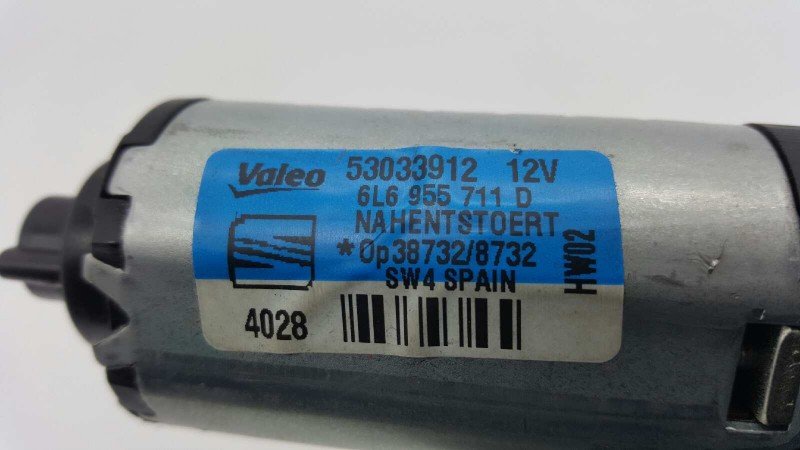 Valeo 53033912 12V
6L6 955 711 D
NAHENTSTOERT
*0p38732/8732
SW4 SPAIN
4028
HW02